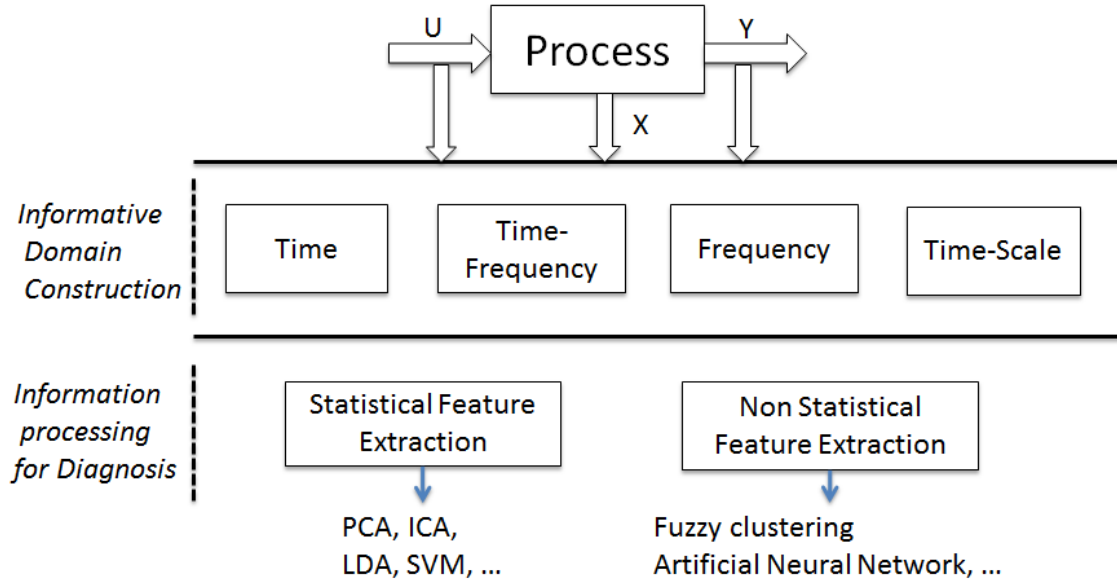 U
Process
Y
X
Informative
Domain
Construction
Time
Time-
Frequency
Frequency
Time-Scale
Information
processing
for Diagnosis
Statistical Feature
Extraction
Non Statistical
Feature Extraction
PCA, ICA,
LDA, SVM, ...
Fuzzy clustering
Artificial Neural Network, ...